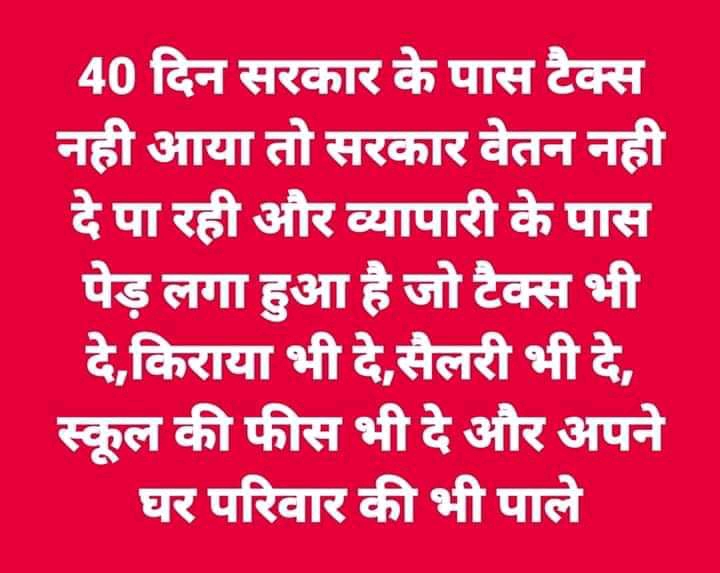 40 दिन सरकार के पास टैक्स
नही आया तो सरकार वेतन नही
दे पा रही और व्यापारी के पास
पेड़ लगा हुआ है जो टैक्स भी
दे,किराया भी दे,सैलरी भी दे,
स्कूल की फीस भी दे और अपने
घर परिवार की भी पाले